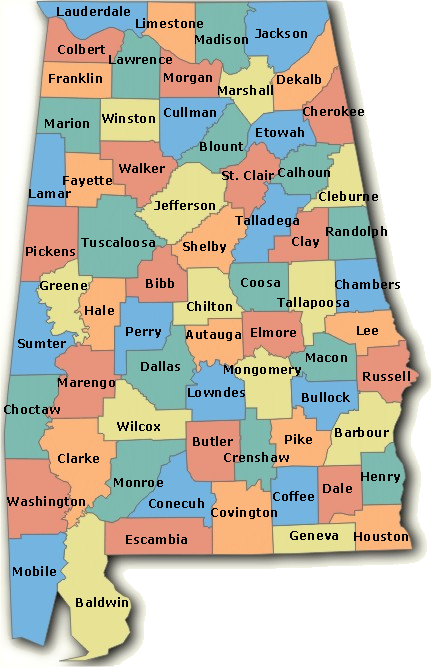 Lauderdale
Limestone
Madison
Jackson
Colbert
Lawrence
Franklin
Morgan
Marshall
Dekalb
Cherokee
Marion
Winston
Cullman
Etowah
Blount
Walker
St. Clair
Calhoun
Fayette
Lamar
Cleburne
Jefferson
Talladega
Randolph
Clay
Tuscaloosa
Shelby
Pickens
Bibb
Coosa
Chambers
Greene
Tallapoosa
Chilton
Hale
Perry
Lee
Autauga
Elmore
Sumter
Macon
Dallas
Mongomery
Russell
Marengo
Lowndes
Bullock
Choctaw
Wilcox
Barbour
Butler
Pike
Crenshaw
Clarke
Henry
Monroe
Dale
Coffee
Washington
Conecuh
Covington
Geneva
Houston
Escambia
Mobile
Baldwin